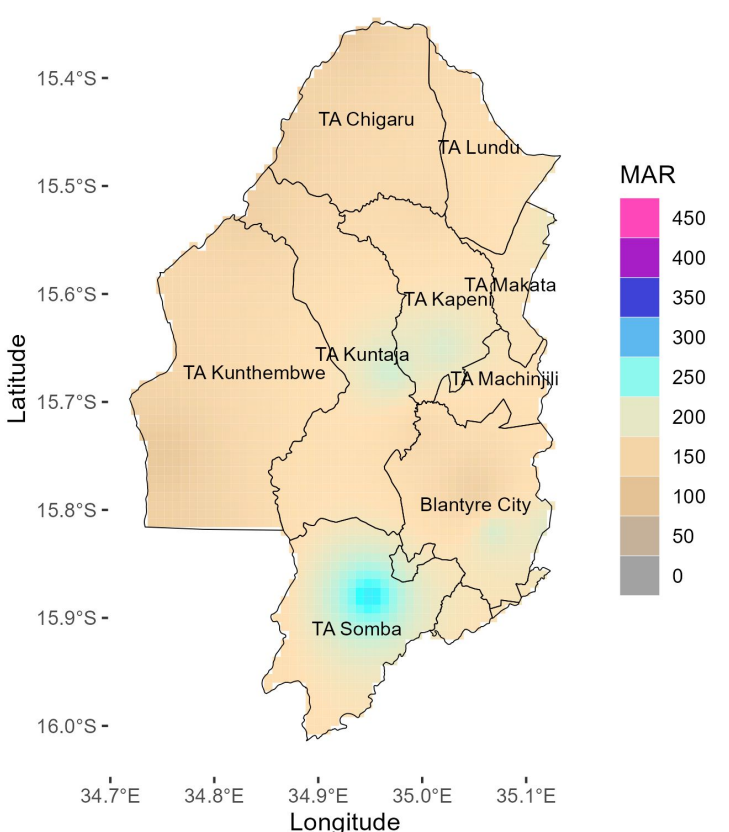 15.4°S
15.5°S
15.6°S
15.7°S
15.8°S
15.9°S
16.0°S
Latitude
TA Chigaru
TA Lundu
TA Makata
TA Kapeni
TA Kuntaja
TA Kunthembwe
TA Machinjili
Blantyre City
TA Somba
34.7°E 34.8°E 34.9°E 35.0°E 35.1°E
Longitude
MAR
450
400
350
300
250
200
150
100
50
0